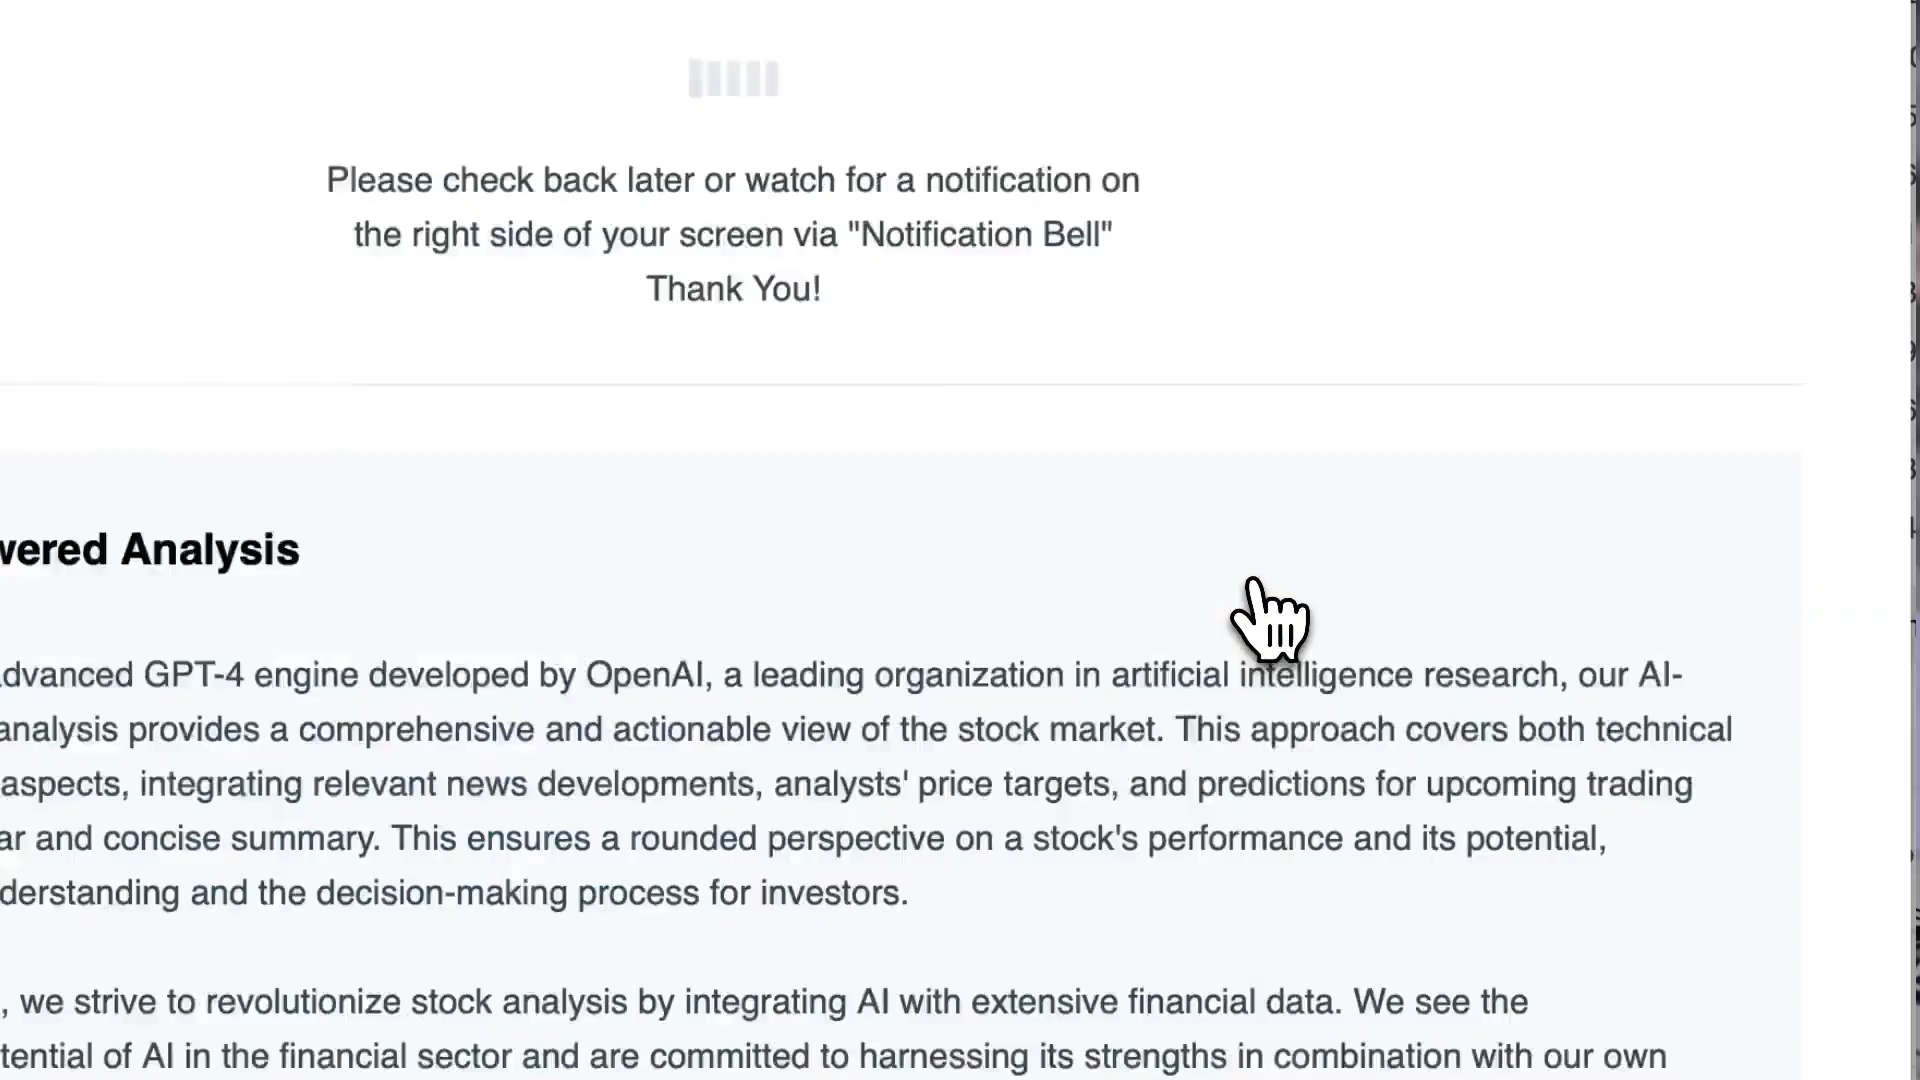 Please check back later or watch for a notification on
the right side of your screen via "Notification Bell"
Thank You!
wered Analysis
dvanced GPT-4 engine developed by OpenAI, a leading organization in artificial intelligence research, our AI-
analysis provides a comprehensive and actionable view of the stock market. This approach covers both technical
aspects, integrating relevant news developments, analysts' price targets, and predictions for upcoming trading
ar and concise summary. This ensures a rounded perspective on a stock's performance and its potential,
derstanding and the decision-making process for investors.
, we strive to revolutionize stock analysis by integrating AI with extensive financial data. We see the
tential of AI in the financial sector and are committed to harnessing its strengths in combination with our own